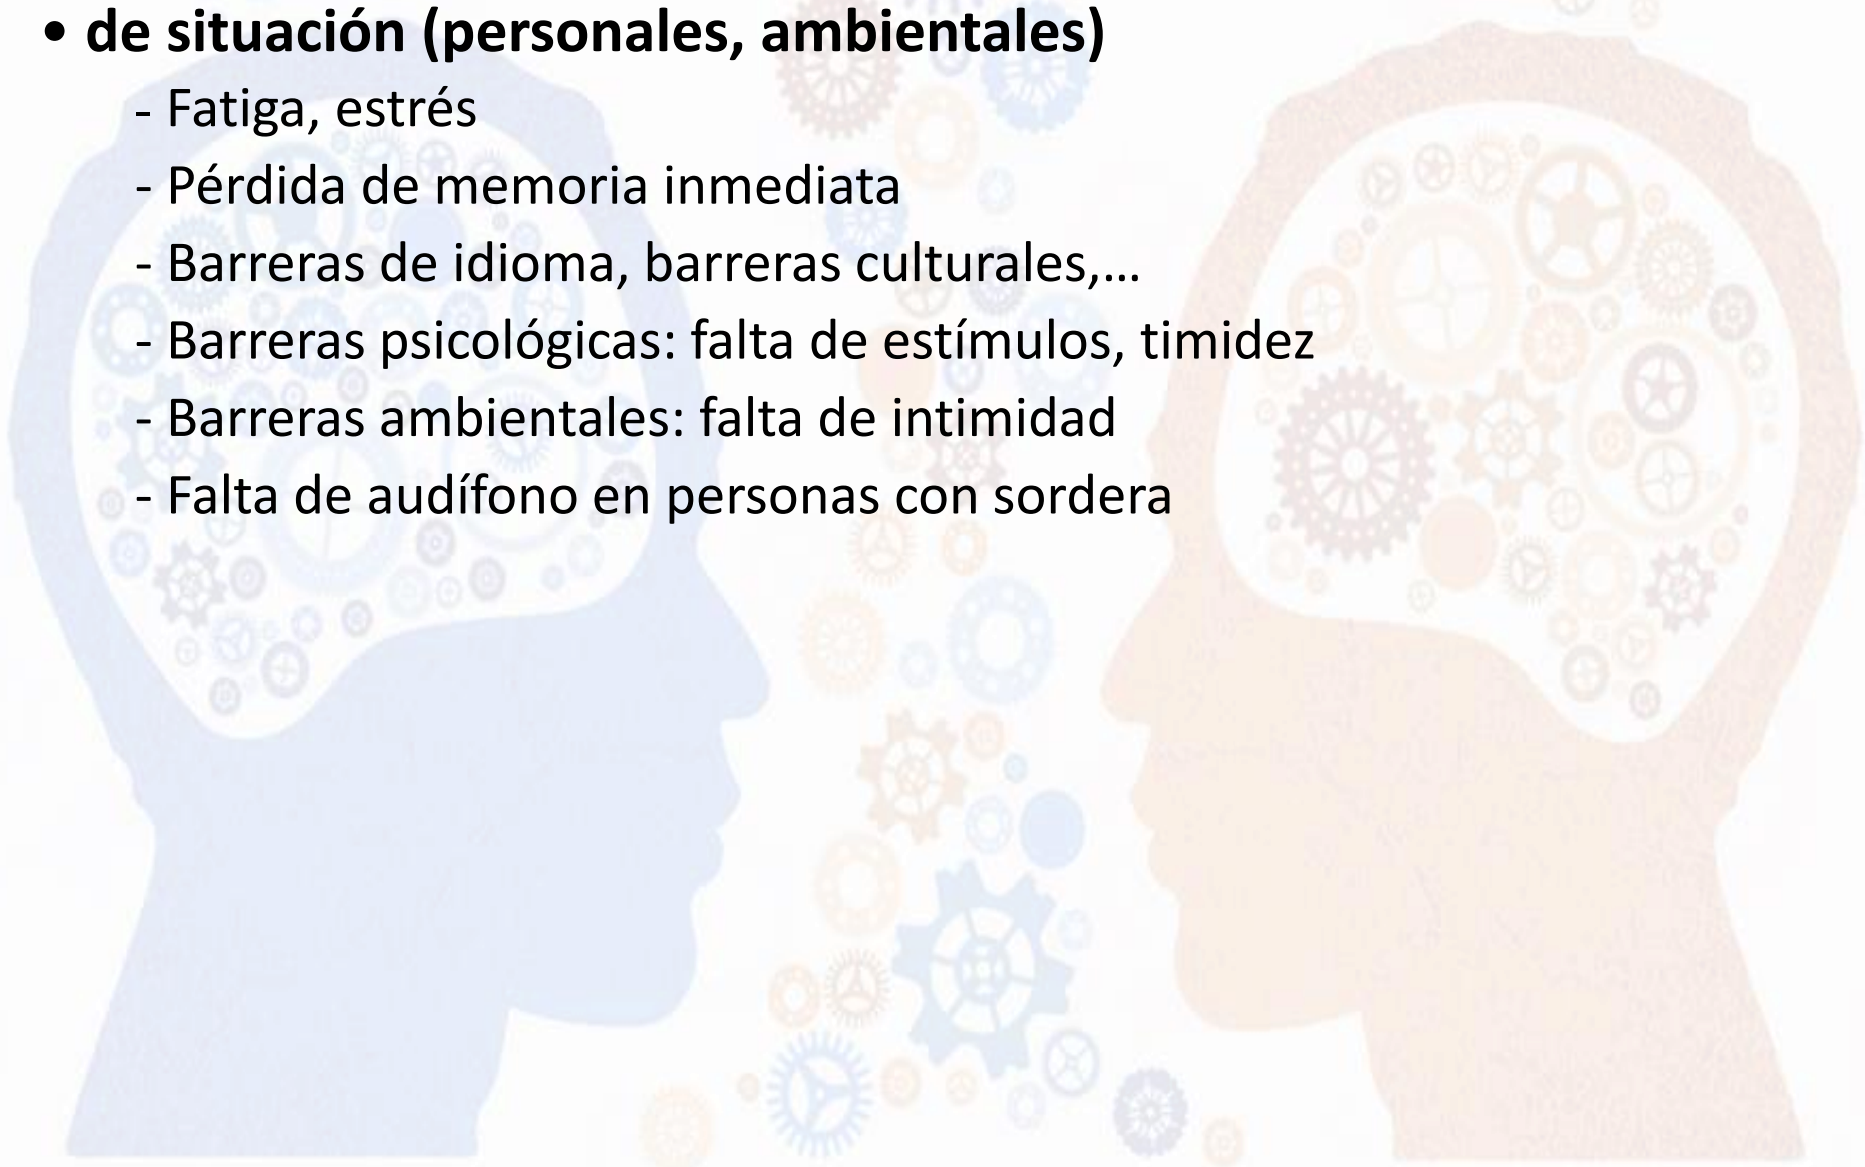 • de situación (personales, ambientales)
- Fatiga, estrés
- Pérdida de memoria inmediata
- Barreras de idioma, barreras culturales,...
- Barreras psicológicas: falta de estímulos, timidez
- Barreras ambientales: falta de intimidad
- Falta de audífono en personas con sordera